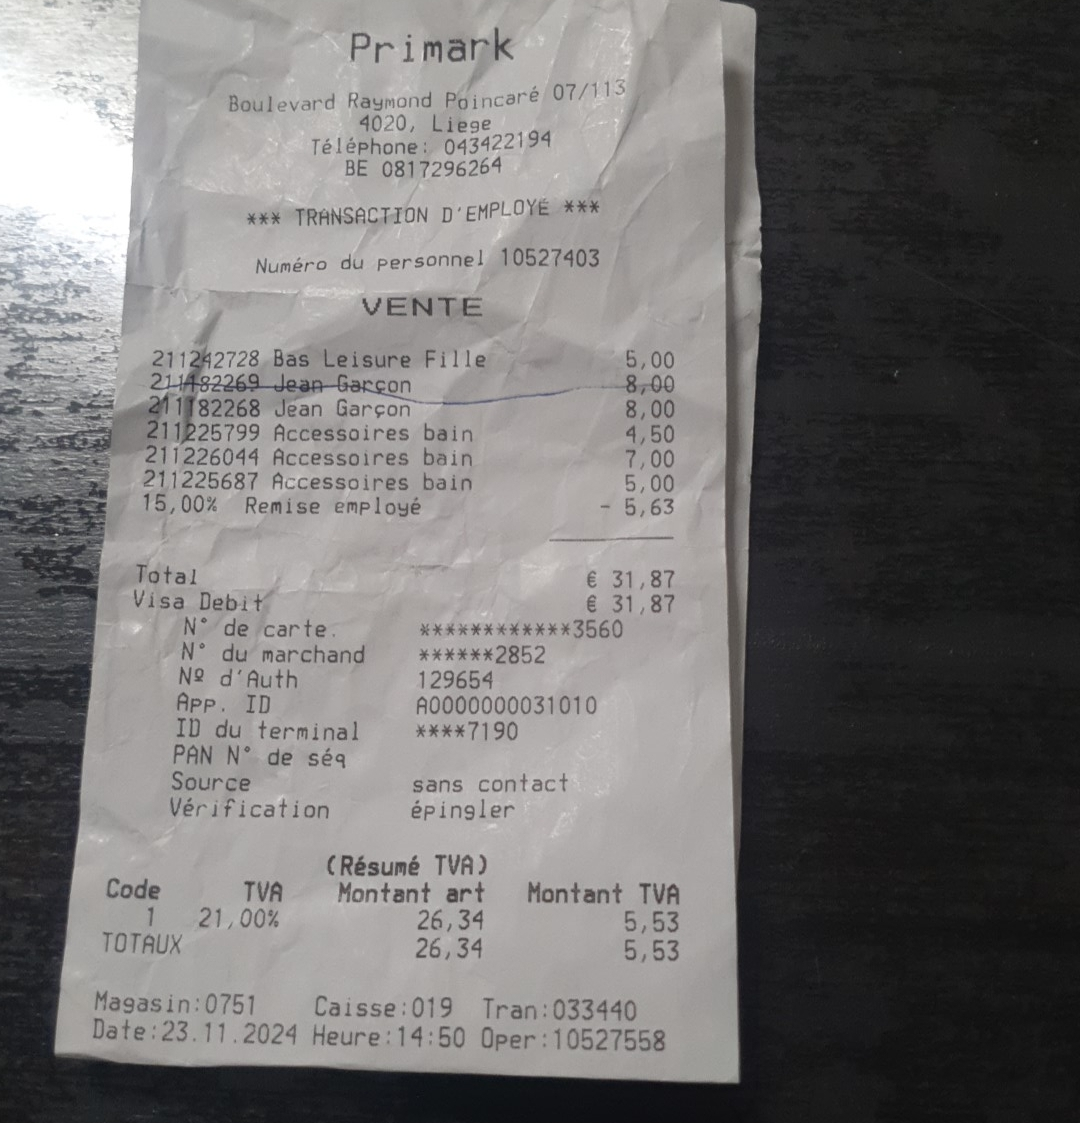 Primark
Boulevard Raymond Poincaré 07/113
4020, Liege
Téléphone: 043422194
BE 0817296264
*** TRANSACTION D'EMPLOYÉ ***
Numéro du personnel 10527403
VENTE
211242728 Bas Leisure Fille 5,00
211182269 Jean Garçon 8,00
211182268 Jean Garçon 8,00
211225799 Accessoires bain 4,50
211226044 Accessoires bain 7,00
211225687 Accessoires bain 5,00
15,00% Remise employé - 5,63
Total € 31,87
Visa Debit € 31,87
N° de carte. ************3560
N° du marchand ******2852
Nº d'Auth 129654
App. ID A0000000031010
ID du terminal ****7190
PAN N° de séq
Source sans contact
Vérification épingler
(Résumé TVA)
Code TVA Montant art Montant TVA
1 21,00% 26,34 5,53
TOTAUX 26,34 5,53
Magasin:0751 Caisse:019 Tran:033440
Date:23.11.2024 Heure:14:50 Oper:10527558